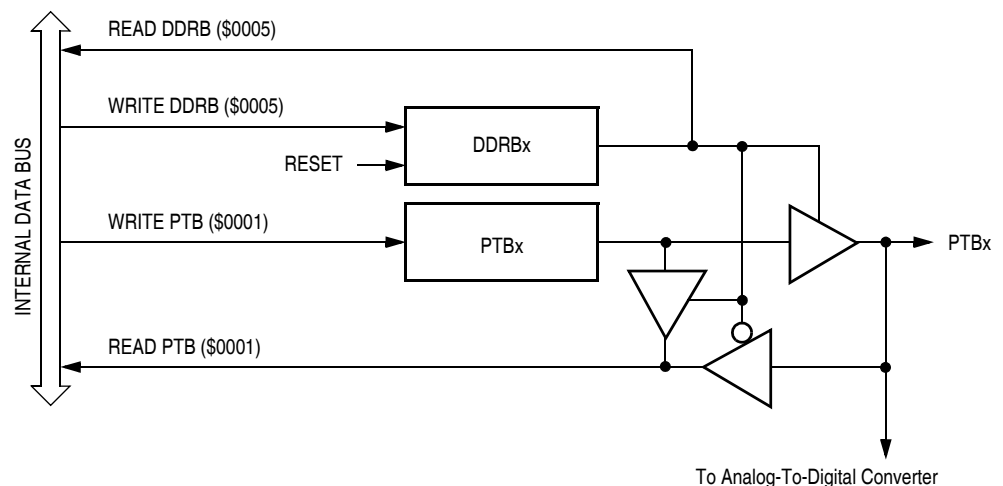 READ DDRB ($0005)
WRITE DDRB ($0005)
DDRBx
RESET
INTERNAL DATA BUS
WRITE PTB ($0001)
PTBx
PTBx
READ PTB ($0001)
To Analog-To-Digital Converter